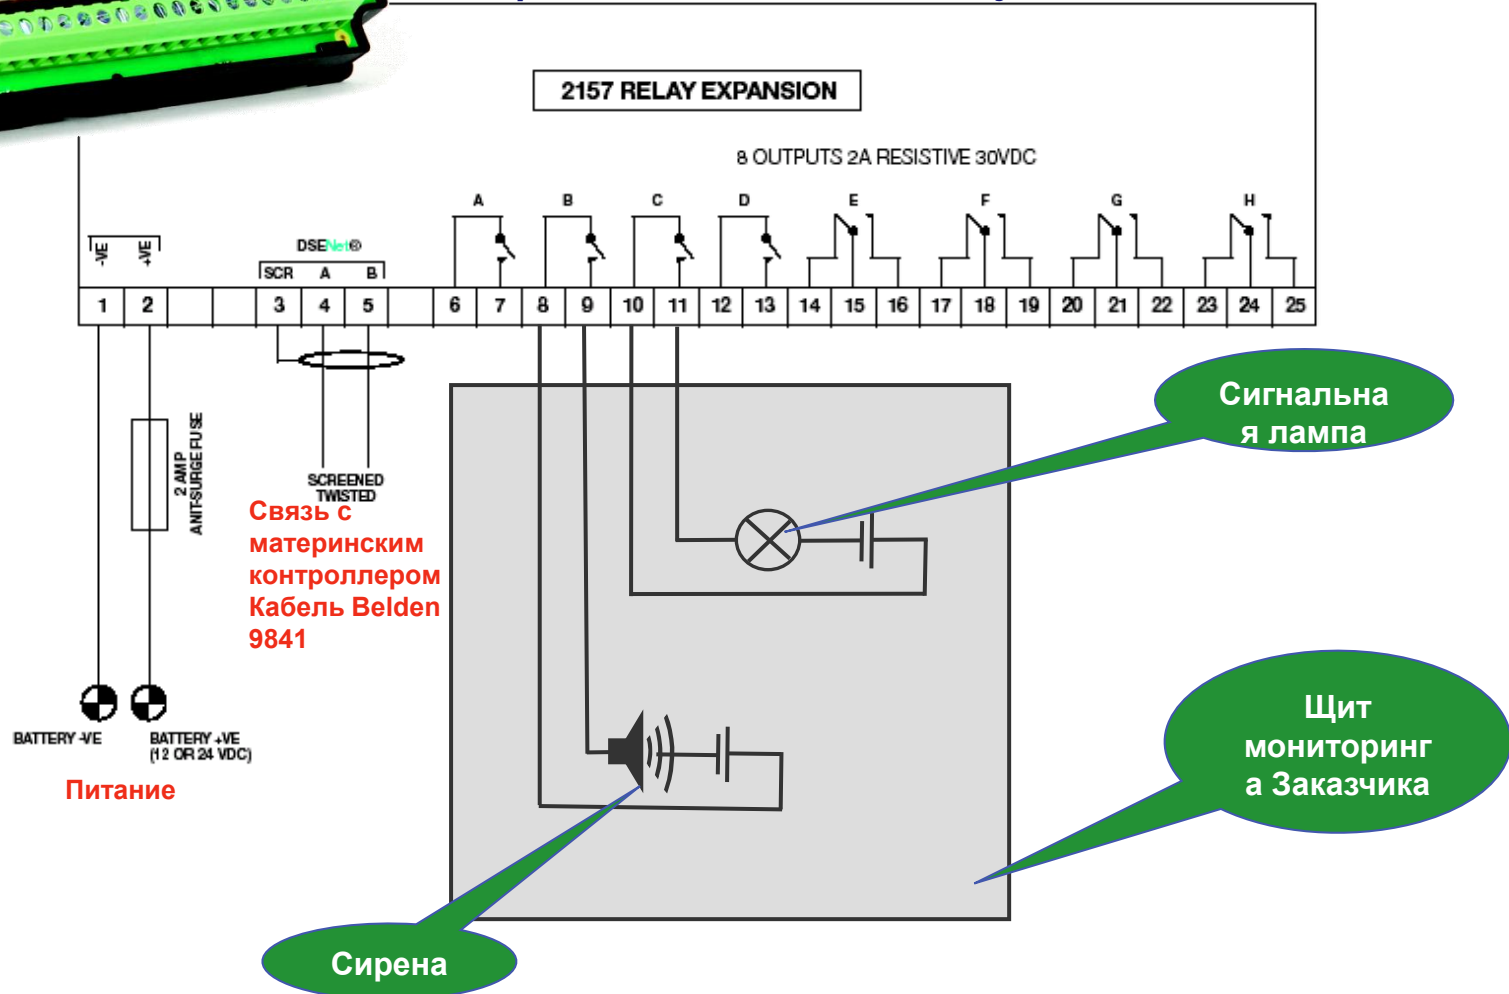 2157 RELAY EXPANSION
8 OUTPUTS 2A RESISTIVE 30VDC
A B C D E F G H
-VE +VE
DSENet®
SCR A B
1 2 3 4 5 6 7 8 9 10 11 12 13 14 15 16 17 18 19 20 21 22 23 24 25
2 AMP
ANIT-SURGE FUSE
SCREENED
TWISTED
Связь с
материнским
контроллером
Кабель Belden
9841
BATTERY -VE
BATTERY +VE
(12 OR 24 VDC)
Питание
Сигнальна
я лампа
Щит
мониторинг
а Заказчика
Сирена